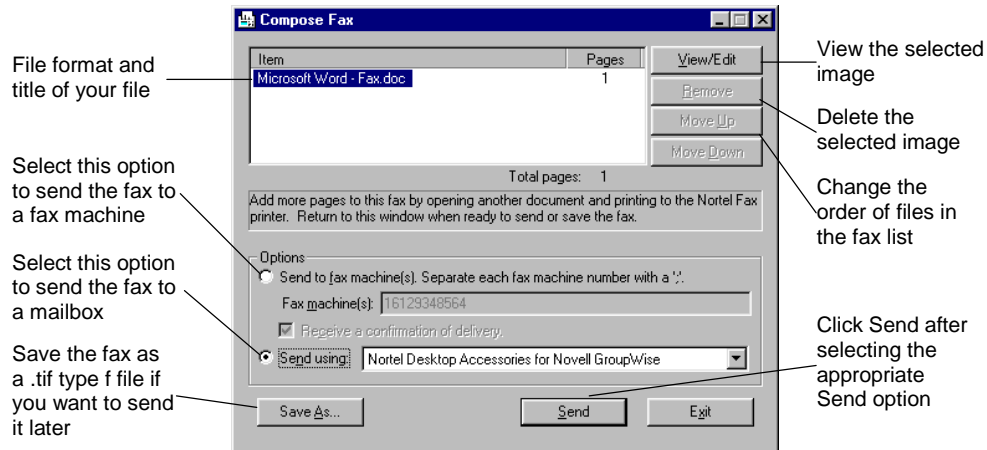 Compose Fax
File format and
title of your file
Item Pages
Microsoft Word - Fax.doc 1
View/Edit
Remove
Move Up
Move Down
View the selected
image
Delete the
selected image
Change the
order of files in
the fax list
Total pages: 1
Add more pages to this fax by opening another document and printing to the Nortel Fax
printer. Return to this window when ready to send or save the fax.
Select this option
to send the fax to
a fax machine
Select this option
to send the fax to
a mailbox
Save the fax as
a .tif type f file if
you want to send
it later
Options
Send to fax machine(s). Separate each fax machine number with a ';'.
Fax machine(s): 16129348564
Receive a confirmation of delivery.
Send using: Nortel Desktop Accessories for Novell GroupWise
Save As...
Send
Exit
Click Send after
selecting the
appropriate
Send option